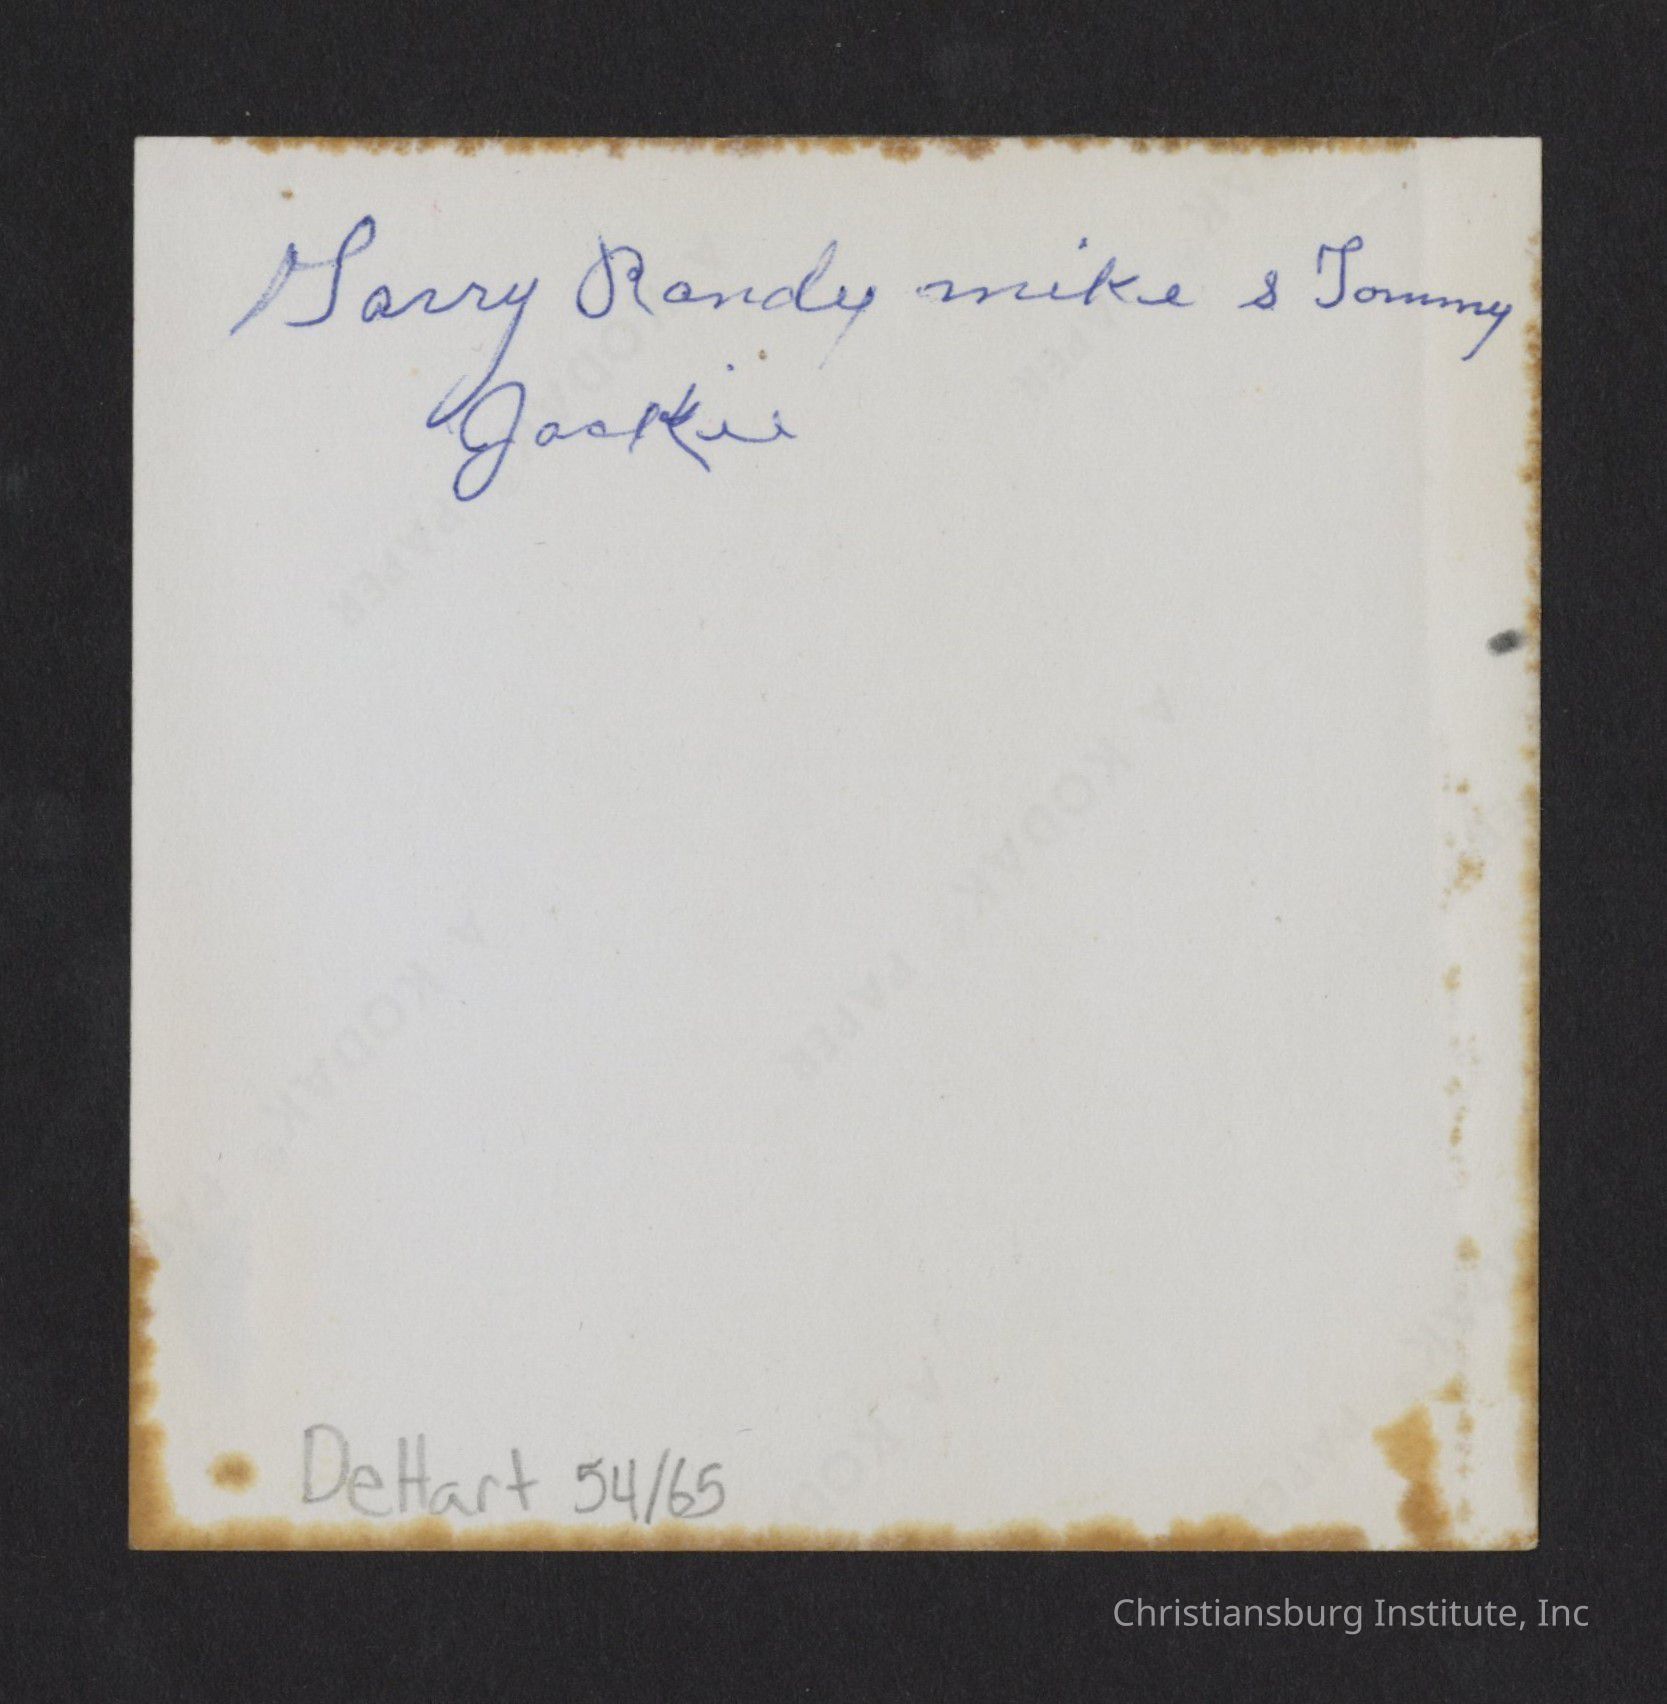 Garry Randy mike & Tommy
Jackie
DeHart 54/65
Christiansburg Institute, Inc